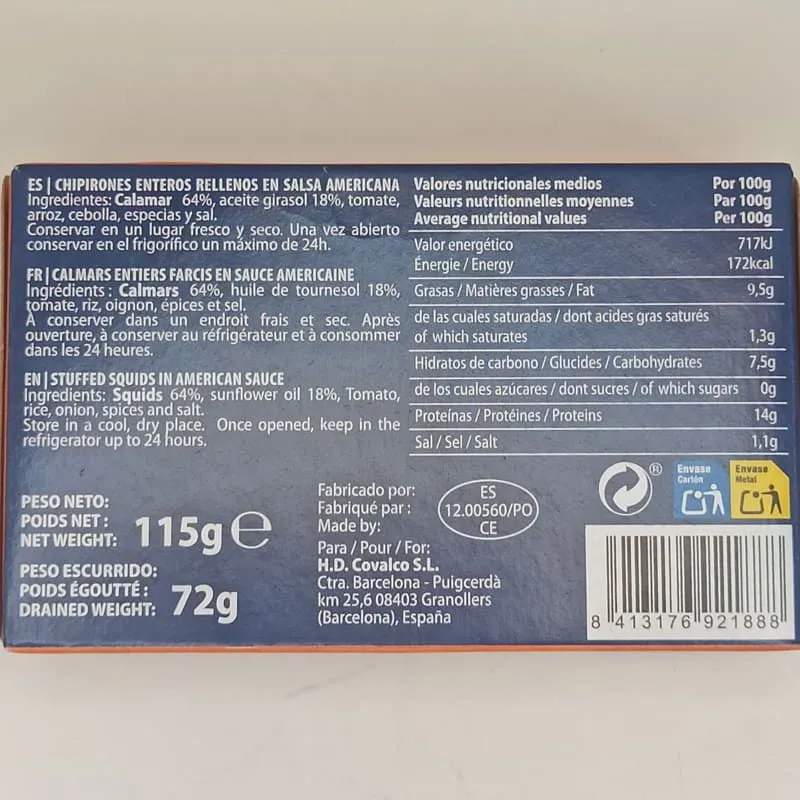 ES | CHIPIRONES ENTEROS RELLENOS EN SALSA AMERICANA
Ingredientes: Calamar 64%, aceite girasol 18%, tomate,
arroz, cebolla, especias y sal.
Conservar en un lugar fresco y seco. Una vez abierto
conservar en el frigorífico un máximo de 24h.
FR | CALMARS ENTIERS FARCIS EN SAUCE AMERICAINE
Ingrédients : Calmars 64%, huile de tournesol 18%,
tomate, riz, oignon, épices et sel.
À conserver dans un endroit frais et sec. Après
ouverture, à conserver au réfrigérateur et à consommer
dans les 24 heures.
EN | STUFFED SQUIDS IN AMERICAN SAUCE
Ingredients: Squids 64%, sunflower oil 18%, Tomato,
rice, onion, spices and salt.
Store in a cool, dry place. Once opened, keep in the
refrigerator up to 24 hours.
PESO NETO:
POIDS NET :
NET WEIGHT: 115g e
PESO ESCURRIDO:
POIDS ÉGOUTTÉ :
DRAINED WEIGHT: 72g
Fabricado por:
Fabriqué par :
Made by:
ES
12.00560/PO
CE
Para / Pour / For:
H.D. Covalco S.L.
Ctra. Barcelona - Puigcerdà
km 25,6 08403 Granollers
(Barcelona), España
Valores nutricionales medios Por 100g
Valeurs nutritionnelles moyennes Par 100g
Average nutritional values Per 100g
Valor energético 717kJ
Énergie / Energy 172kcal
Grasas / Matières grasses / Fat 9,5g
de las cuales saturadas / dont acides gras saturés
of which saturates 1,3g
Hidratos de carbono / Glucides / Carbohydrates 7,5g
de los cuales azúcares / dont sucres / of which sugars 0g
Proteínas / Protéines / Proteins 14g
Sal / Sel / Salt 1,1g
®
Envase
Cartón
Envase
Metal
8 413176 921888